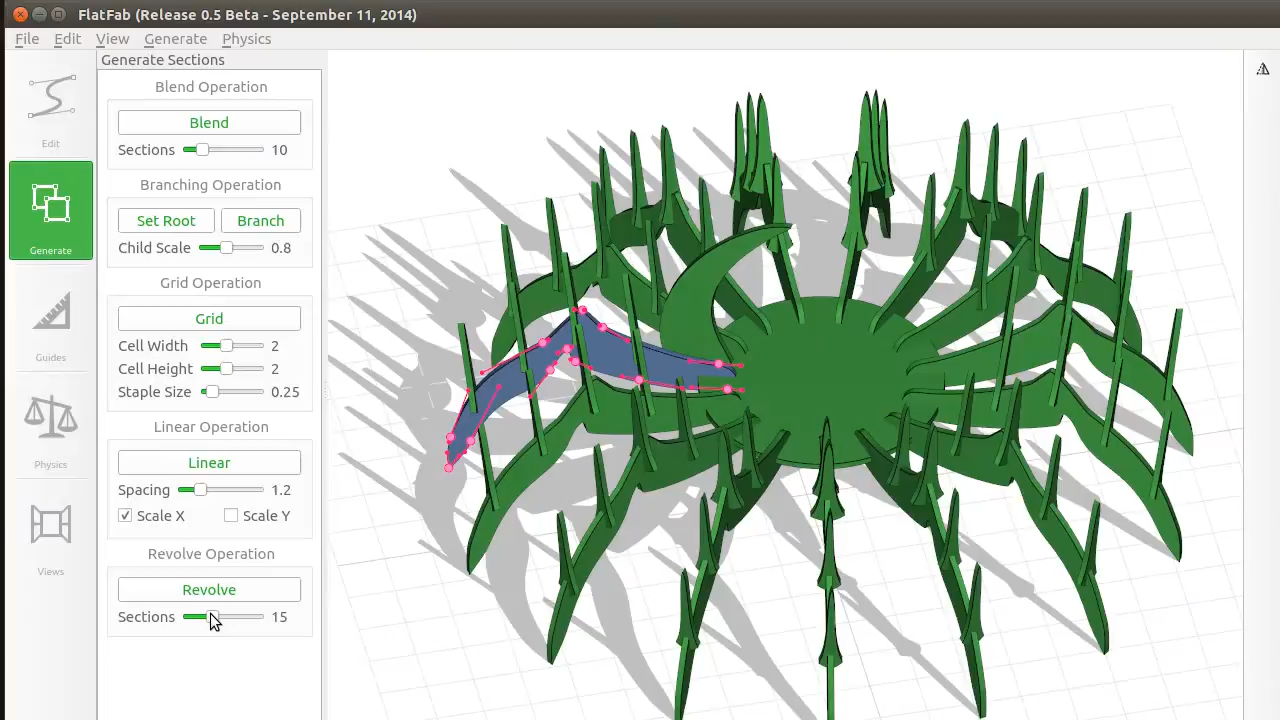 FlatFab (Release 0.5 Beta - September 11, 2014)
File Edit View Generate Physics
Generate Sections
Edit
Generate
Guides
Physics
Views
Blend Operation
Blend
Sections 10
Branching Operation
Set Root Branch
Child Scale 0.8
Grid Operation
Grid
Cell Width 2
Cell Height 2
Staple Size 0.25
Linear Operation
Linear
Spacing 1.2
Scale X Scale Y
Revolve Operation
Revolve
Sections 15